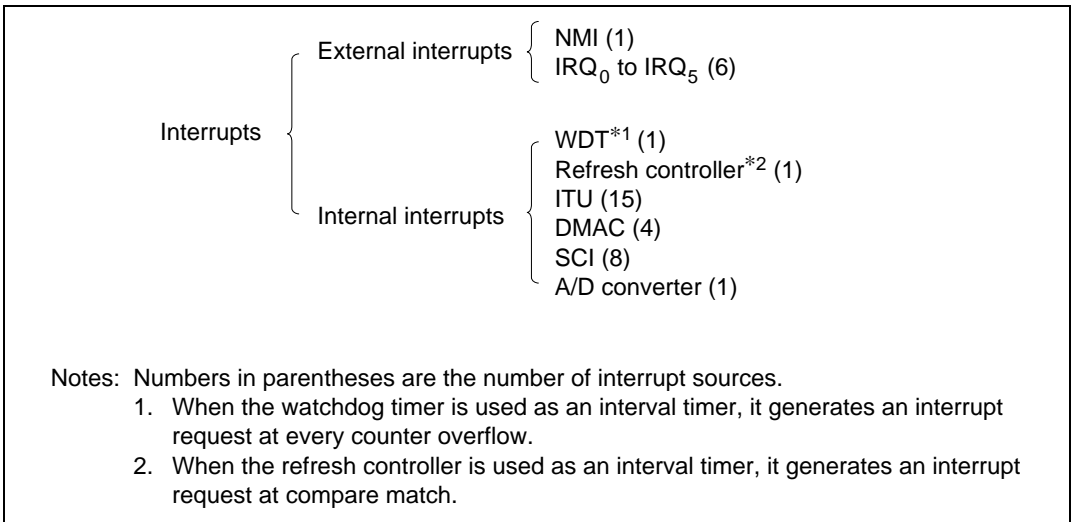 External interrupts
NMI (1)
IRQ0 to IRQ5 (6)
Interrupts
Internal interrupts
WDT*1 (1)
Refresh controller*2 (1)
ITU (15)
DMAC (4)
SCI (8)
A/D converter (1)
Notes: Numbers in parentheses are the number of interrupt sources.
1. When the watchdog timer is used as an interval timer, it generates an interrupt
request at every counter overflow.
2. When the refresh controller is used as an interval timer, it generates an interrupt
request at compare match.